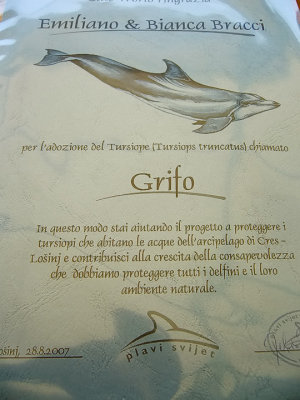 Emiliano & Bianca Bracci
per l'adozione del Tursiope (Tursiops truncatus) chiamato
Grifo
In questo modo stai aiutando il progetto a proteggere i
tursiopi che abitano le acque dell'arcipelago di Cres -
Lošinj e contribuisci alla crescita della consapevolezza
che dobbiamo proteggere tutti i delfini e il loro
ambiente naturale.
Lošinj, 28.8.2007
plavi svijet